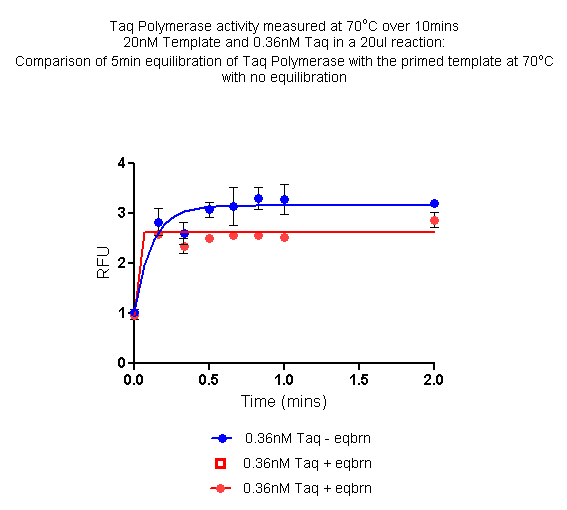 Taq Polymerase activity measured at 70°C over 10mins
20nM Template and 0.36nM Taq in a 20ul reaction:
Comparison of 5min equilibration of Taq Polymerase with the primed template at 70°C
with no equilibration
4
3
2
1
0
RFU
0.0 0.5 1.0 2.0
Time (mins)
0.36nM Taq - eqbrn
0.36nM Taq + eqbrn
0.36nM Taq + eqbrn